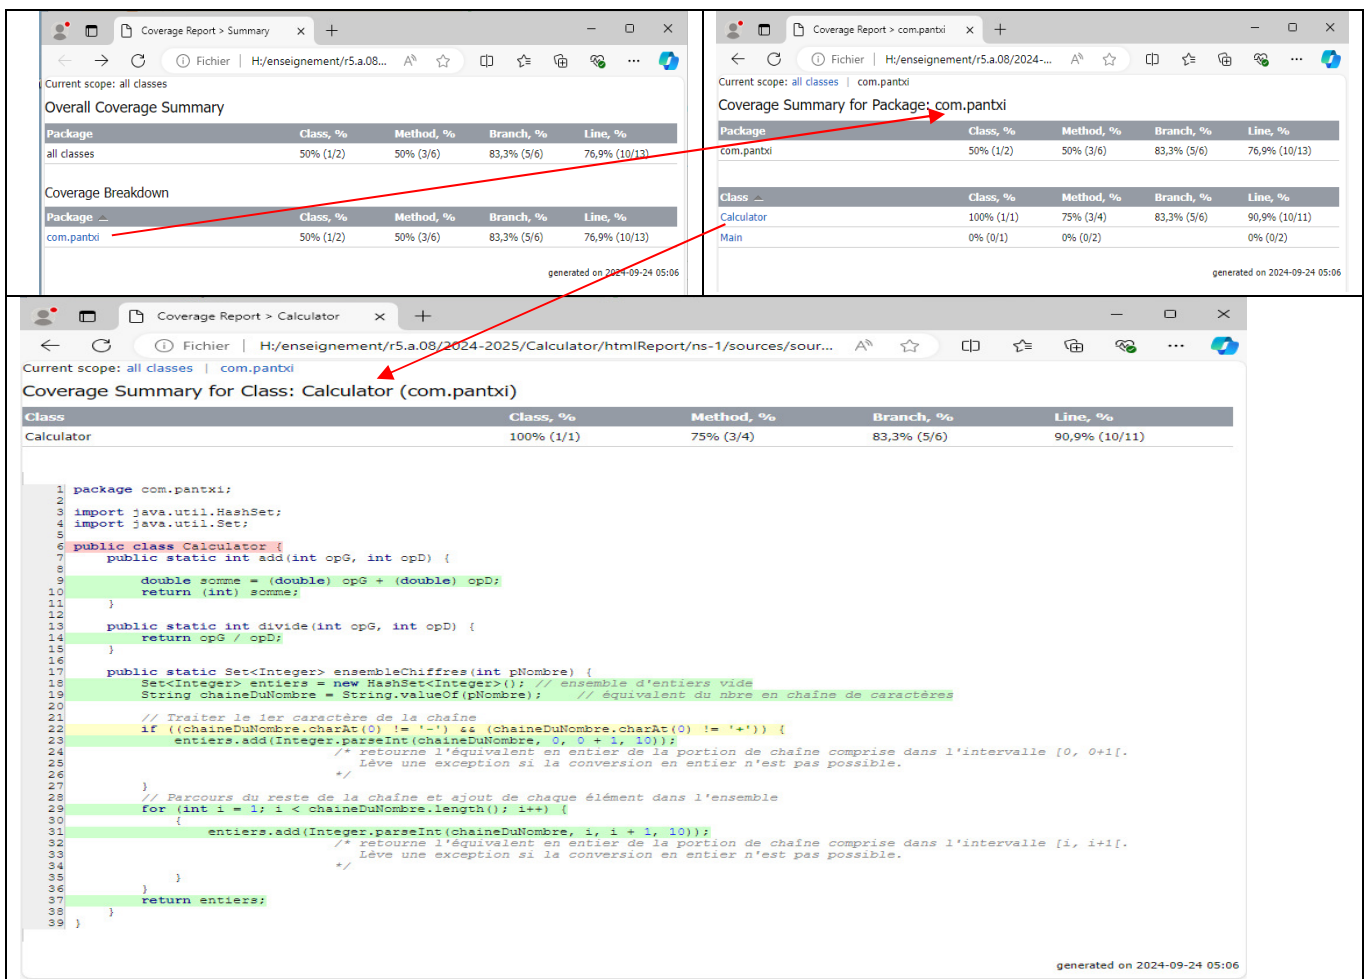 Coverage Report > Summary
Fichier | H:/enseignement/r5.a.08...
Current scope: all classes
Overall Coverage Summary
Package Class, % Method, % Branch, % Line, %
all classes 50% (1/2) 50% (3/6) 83,3% (5/6) 76,9% (10/13)
Coverage Breakdown
Package Class, % Method, % Branch, % Line, %
com.pantxi 50% (1/2) 50% (3/6) 83,3% (5/6) 76,9% (10/13)
generated on 2024-09-24 05:06
Coverage Report > com.pantxi
Fichier | H:/enseignement/r5.a.08/2024-...
Current scope: all classes | com.pantxi
Coverage Summary for Package: com.pantxi
Package Class, % Method, % Branch, % Line, %
com.pantxi 50% (1/2) 50% (3/6) 83,3% (5/6) 76,9% (10/13)
Class Class, % Method, % Branch, % Line, %
Calculator 100% (1/1) 75% (3/4) 83,3% (5/6) 90,9% (10/11)
Main 0% (0/1) 0% (0/2) 0% (0/2)
generated on 2024-09-24 05:06
Coverage Report > Calculator
Fichier | H:/enseignement/r5.a.08/2024-2025/Calculator/htmlReport/ns-1/sources/sour...
Current scope: all classes | com.pantxi
Coverage Summary for Class: Calculator (com.pantxi)
Class Class, % Method, % Branch, % Line, %
Calculator 100% (1/1) 75% (3/4) 83,3% (5/6) 90,9% (10/11)
1 package com.pantxi;
2
3 import java.util.HashSet;
4 import java.util.Set;
5
6 public class Calculator {
7 public static int add(int opG, int opD) {
8
9 double somme = (double) opG + (double) opD;
10 return (int) somme;
11 }
12
13 public static int divide(int opG, int opD) {
14 return opG / opD;
15 }
16
17 public static Set<Integer> ensembleChiffres(int pNombre) {
18 Set<Integer> entiers = new HashSet<Integer>(); // ensemble d'entiers vide
19 String chaineDuNombre = String.valueOf(pNombre); // équivalent du nbre en chaîne de caractères
20
21 // Traiter le 1er caractère de la chaîne
22 if ((chaineDuNombre.charAt(0) != '-') && (chaineDuNombre.charAt(0) != '+')) {
23 entiers.add(Integer.parseInt(chaineDuNombre, 0, 0 + 1, 10));
24 /* retourne l'équivalent en entier de la portion de chaîne comprise dans l'intervalle [0, 0+1[.
25 Lève une exception si la conversion en entier n'est pas possible.
26 */
27 }
28 // Parcours du reste de la chaîne et ajout de chaque élément dans l'ensemble
29 for (int i = 1; i < chaineDuNombre.length(); i++) {
30 {
31 entiers.add(Integer.parseInt(chaineDuNombre, i, i + 1, 10));
32 /* retourne l'équivalent en entier de la portion de chaîne comprise dans l'intervalle [i, i+1[.
33 Lève une exception si la conversion en entier n'est pas possible.
34 */
35 }
36 }
37 return entiers;
38 }
39 }
generated on 2024-09-24 05:06